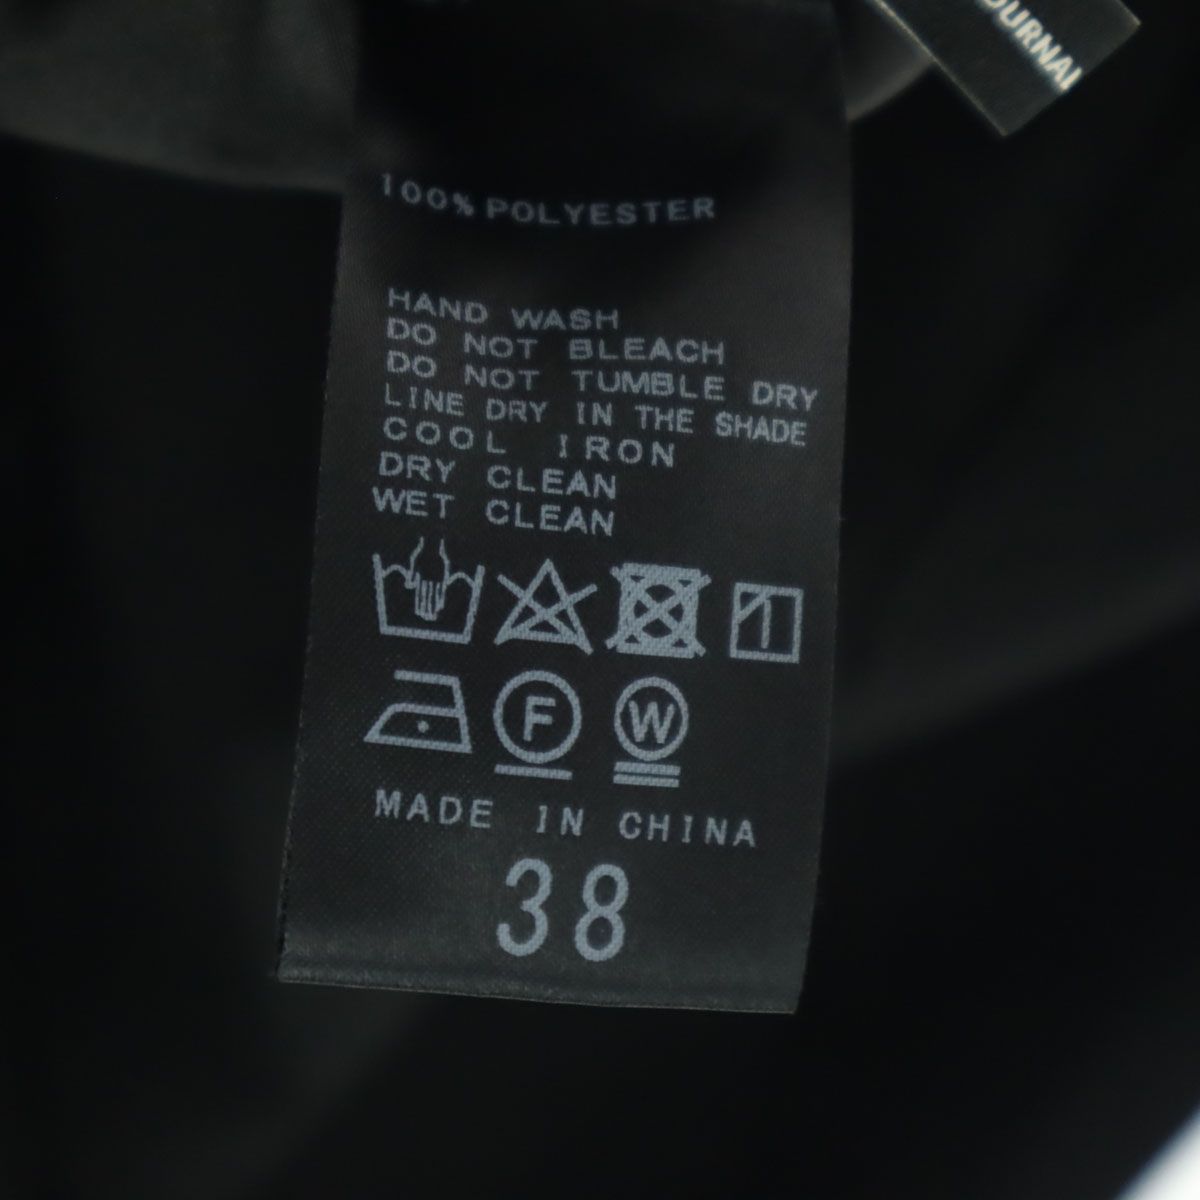 OURNAL
100% POLYESTER
HAND WASH
DO NOT BLEACH
DO NOT TUMBLE DRY
LINE DRY IN THE SHADE
COOL IRON
DRY CLEAN
WET CLEAN
F
W
MADE IN CHINA
38